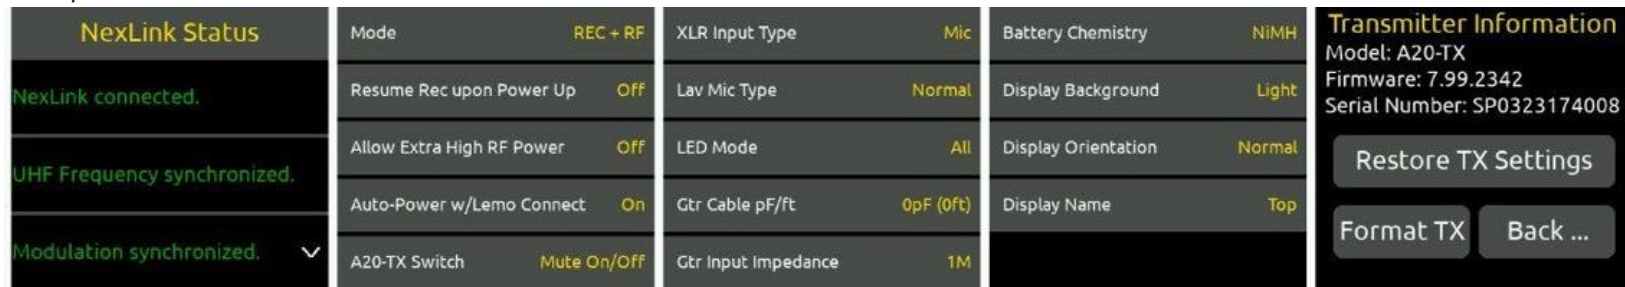 NexLink Status
NexLink connected.
UHF Frequency synchronized.
Modulation synchronized.
Mode REC + RF
Resume Rec upon Power Up Off
Allow Extra High RF Power Off
Auto-Power w/Lemo Connect On
A20-TX Switch Mute On/Off
XLR Input Type Mic
Lav Mic Type Normal
LED Mode All
Gtr Cable pF/ft 0pF (0ft)
Gtr Input Impedance 1M
Battery Chemistry NiMH
Display Background Light
Display Orientation Normal
Display Name Top
Transmitter Information
Model: A20-TX
Firmware: 7.99.2342
Serial Number: SP0323174008
Restore TX Settings
Format TX Back ...